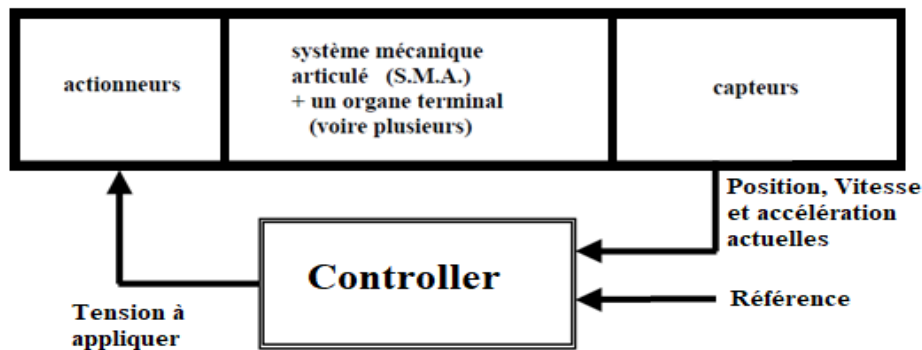 actionneurs
système mécanique
articulé (S.M.A.)
+ un organe terminal
(voire plusieurs)
capteurs
Position, Vitesse
et accélération
actuelles
Controller
Référence
Tension à
appliquer